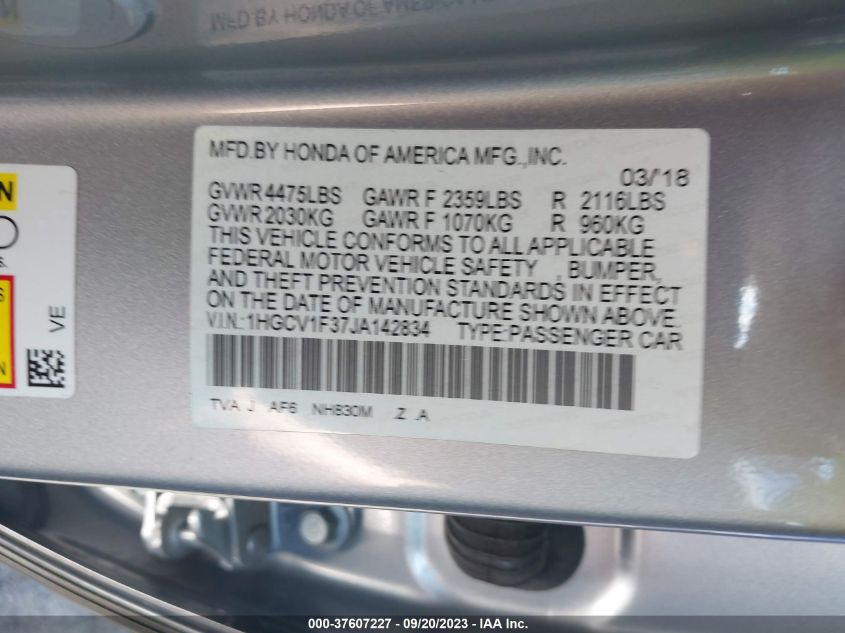 MFD.BY HONDA OF AMERICA MFG.,INC.
03/'18
GVWR 4475LBS GAWR F 2359LBS R 2116LBS
GVWR 2030KG GAWR F 1070KG R 960KG
THIS VEHICLE CONFORMS TO ALL APPLICABLE
FEDERAL MOTOR VEHICLE SAFETY , BUMPER,
AND THEFT PREVENTION STANDARDS IN EFFECT
ON THE DATE OF MANUFACTURE SHOWN ABOVE.
V.I.N.:1HGCV1F37JA142834 TYPE:PASSENGER CAR
TVA J AF6 NH830M Z .A
VE
000-37607227 - 09/20/2023 - IAA Inc.